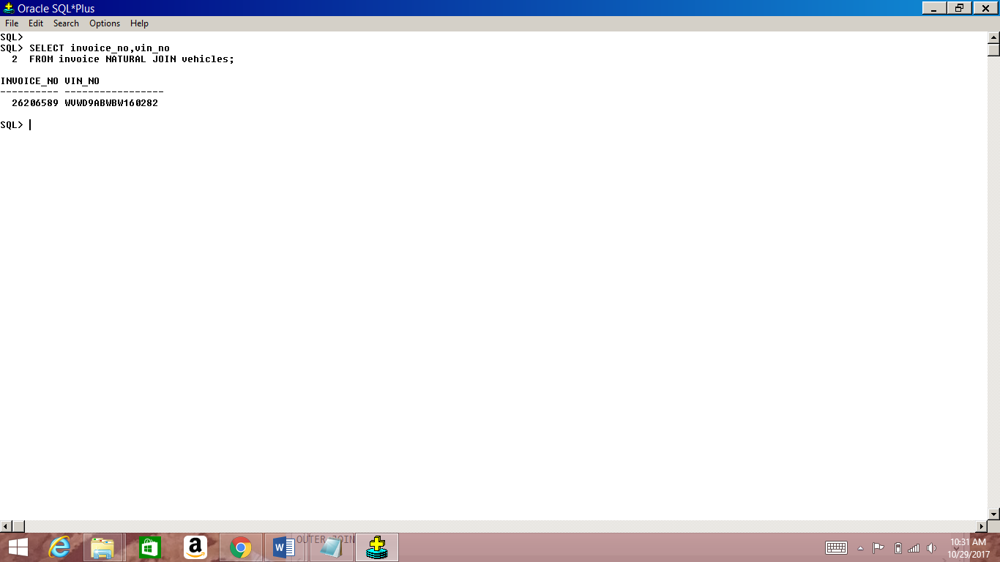 Oracle SQL*Plus
File Edit Search Options Help
SQL>
SQL> SELECT invoice_no,vin_no
  2  FROM invoice NATURAL JOIN vehicles;
INVOICE_NO VIN_NO
---------- -----------------
  26206589 WVWD9ABWBW160282
SQL>
OUTER JOIN
10:31 AM
10/29/2017